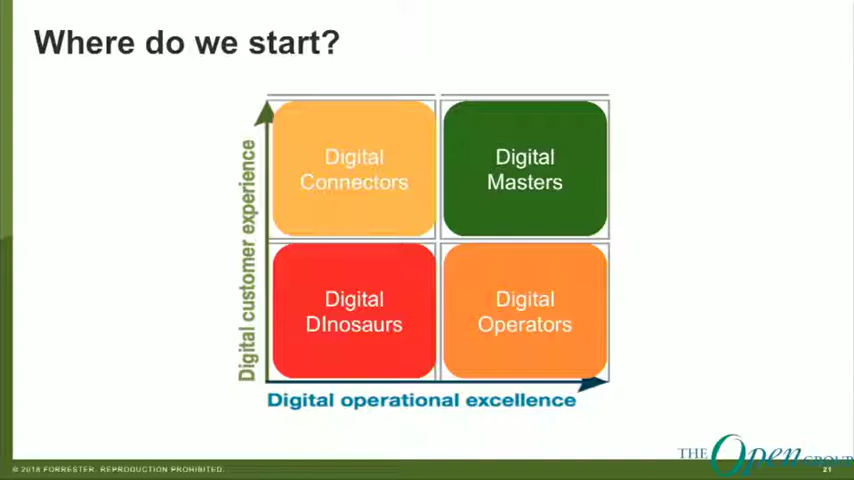 Where do we start?
Digital customer experience
Digital
Connectors
Digital
Masters
Digital
DInosaurs
Digital
Operators
Digital operational excellence
© 2018 FORRESTER. REPRODUCTION PROHIBITED.
THE Open GROUP
21